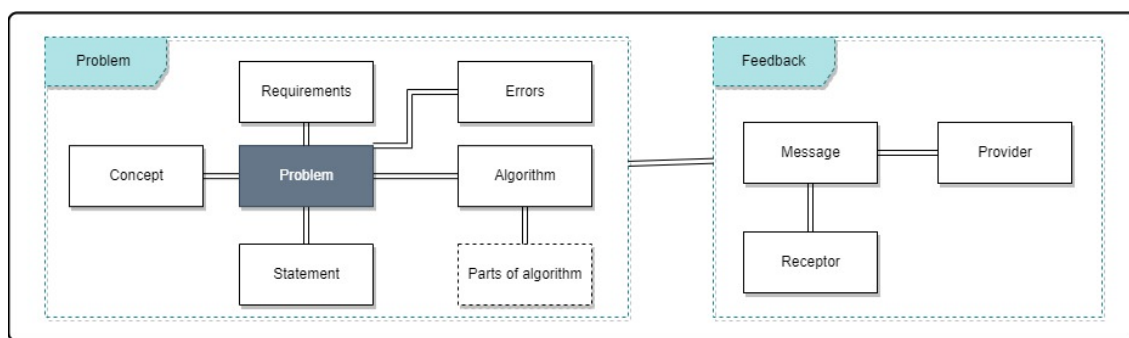 Problem
Feedback
Requirements
Errors
Message
Provider
Concept
Problem
Algorithm
Statement
Parts of algorithm
Receptor